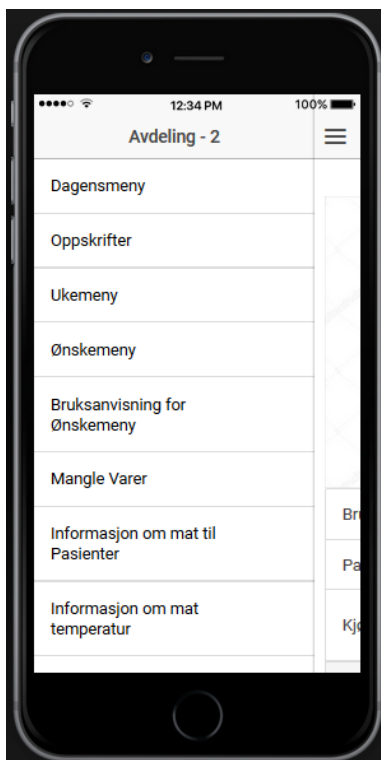 12:34 PM
100%
Avdeling - 2
Dagensmeny
Oppskrifter
Ukemeny
Ønskemeny
Bruksanvisning for
Ønskemeny
Mangle Varer
Informasjon om mat til
Pasienter
Informasjon om mat
temperatur